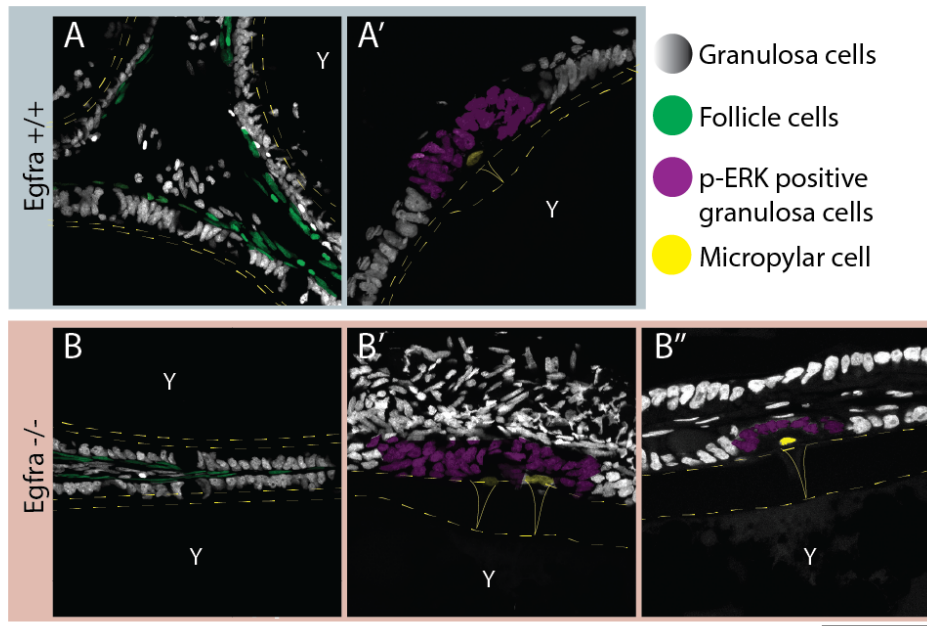 Egfra +/+
A
Y
A'
Y
Granulosa cells
Follicle cells
p-ERK positive
granulosa cells
Micropylar cell
Egfra -/-
B
Y
Y
B'
Y
B''
Y